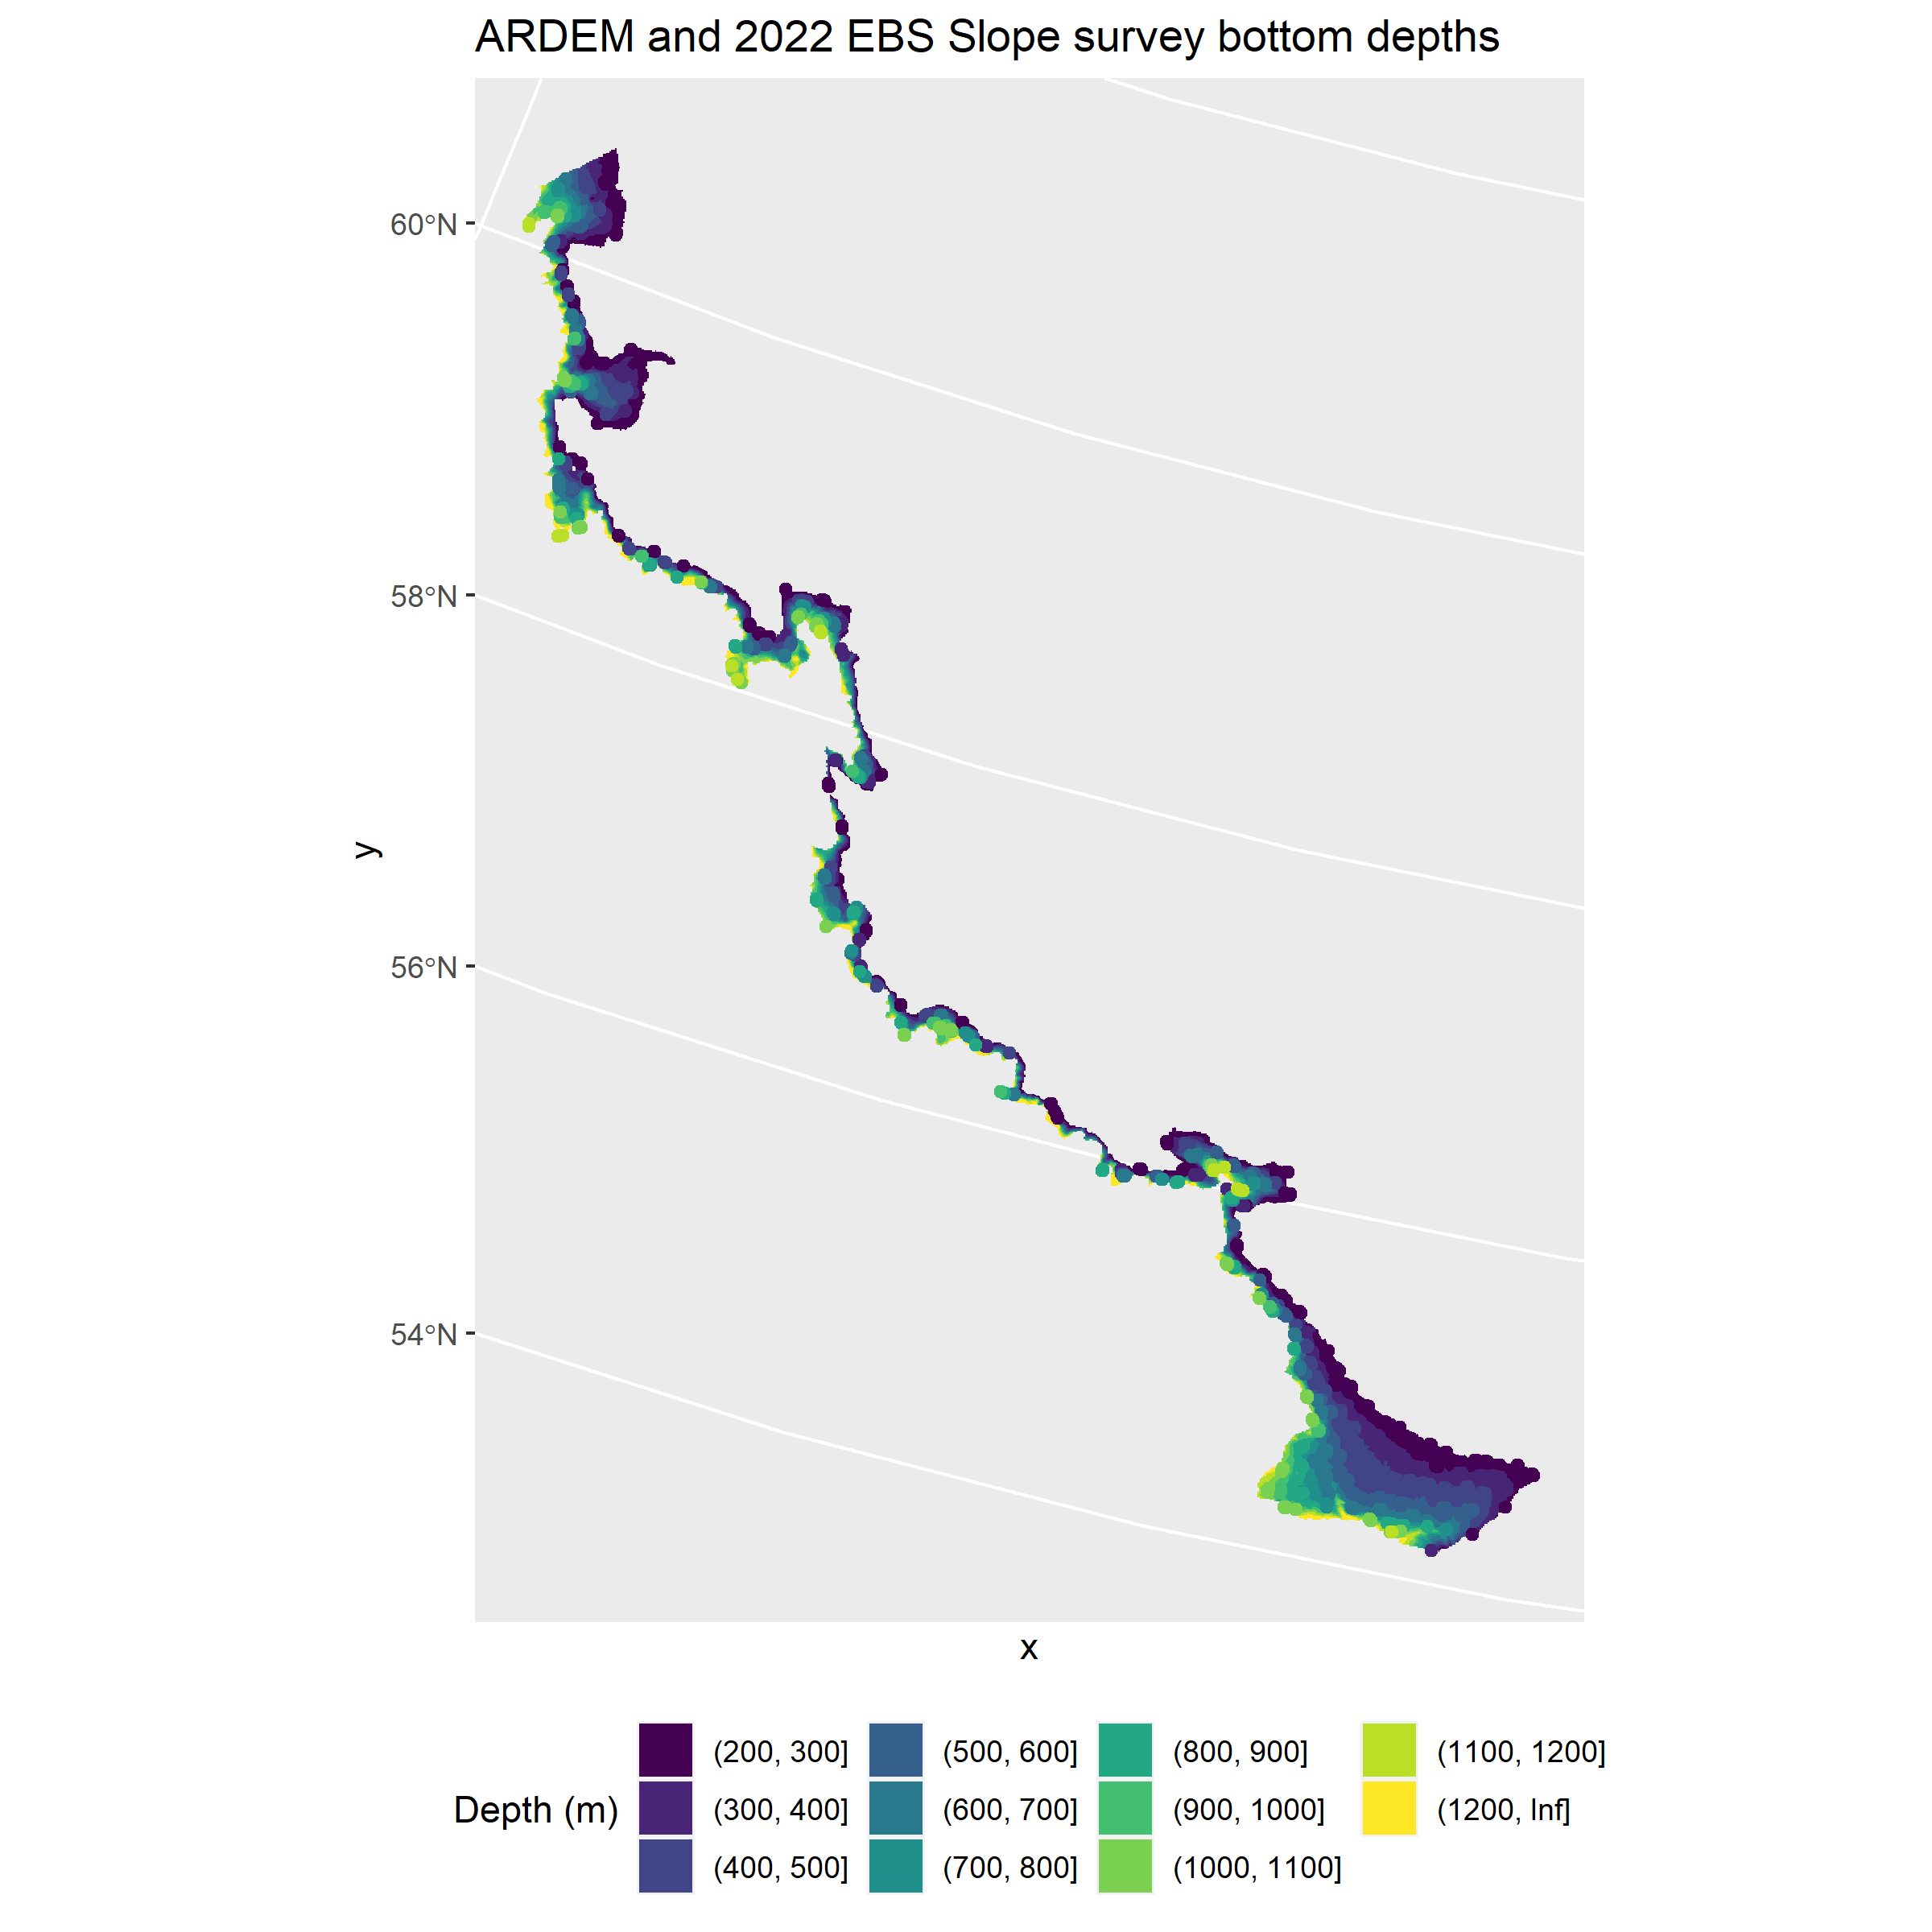 ARDEM and 2022 EBS Slope survey bottom depths
60°N
58°N
56°N
54°N
y
x
Depth (m)
(200, 300]
(300, 400]
(400, 500]
(500, 600]
(600, 700]
(700, 800]
(800, 900]
(900, 1000]
(1000, 1100]
(1100, 1200]
(1200, Inf]